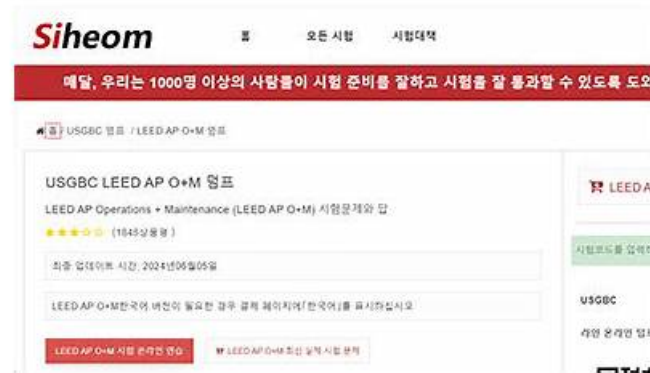 Siheom
홈 모든 시험 시험대책
매달, 우리는 1000명 이상의 사람들이 시험 준비를 잘하고 시험을 잘 통과할 수 있도록 도와
홈 / USGBC 덤프 / LEED AP O+M 덤프
USGBC LEED AP O+M 덤프
LEED AP Operations + Maintenance (LEED AP O+M) 시험문제와 답
최종 업데이트 시간: 2024년06월05일
LEED AP O+M한국어 버전이 필요한 경우 결제 페이지에「한국어」를 표시하십시오
LEED AP O+M 시험 온라인 연습
LEED AP O+M 최신 실제 시험 문제
LEED A
시험코드를 입력
USGBC